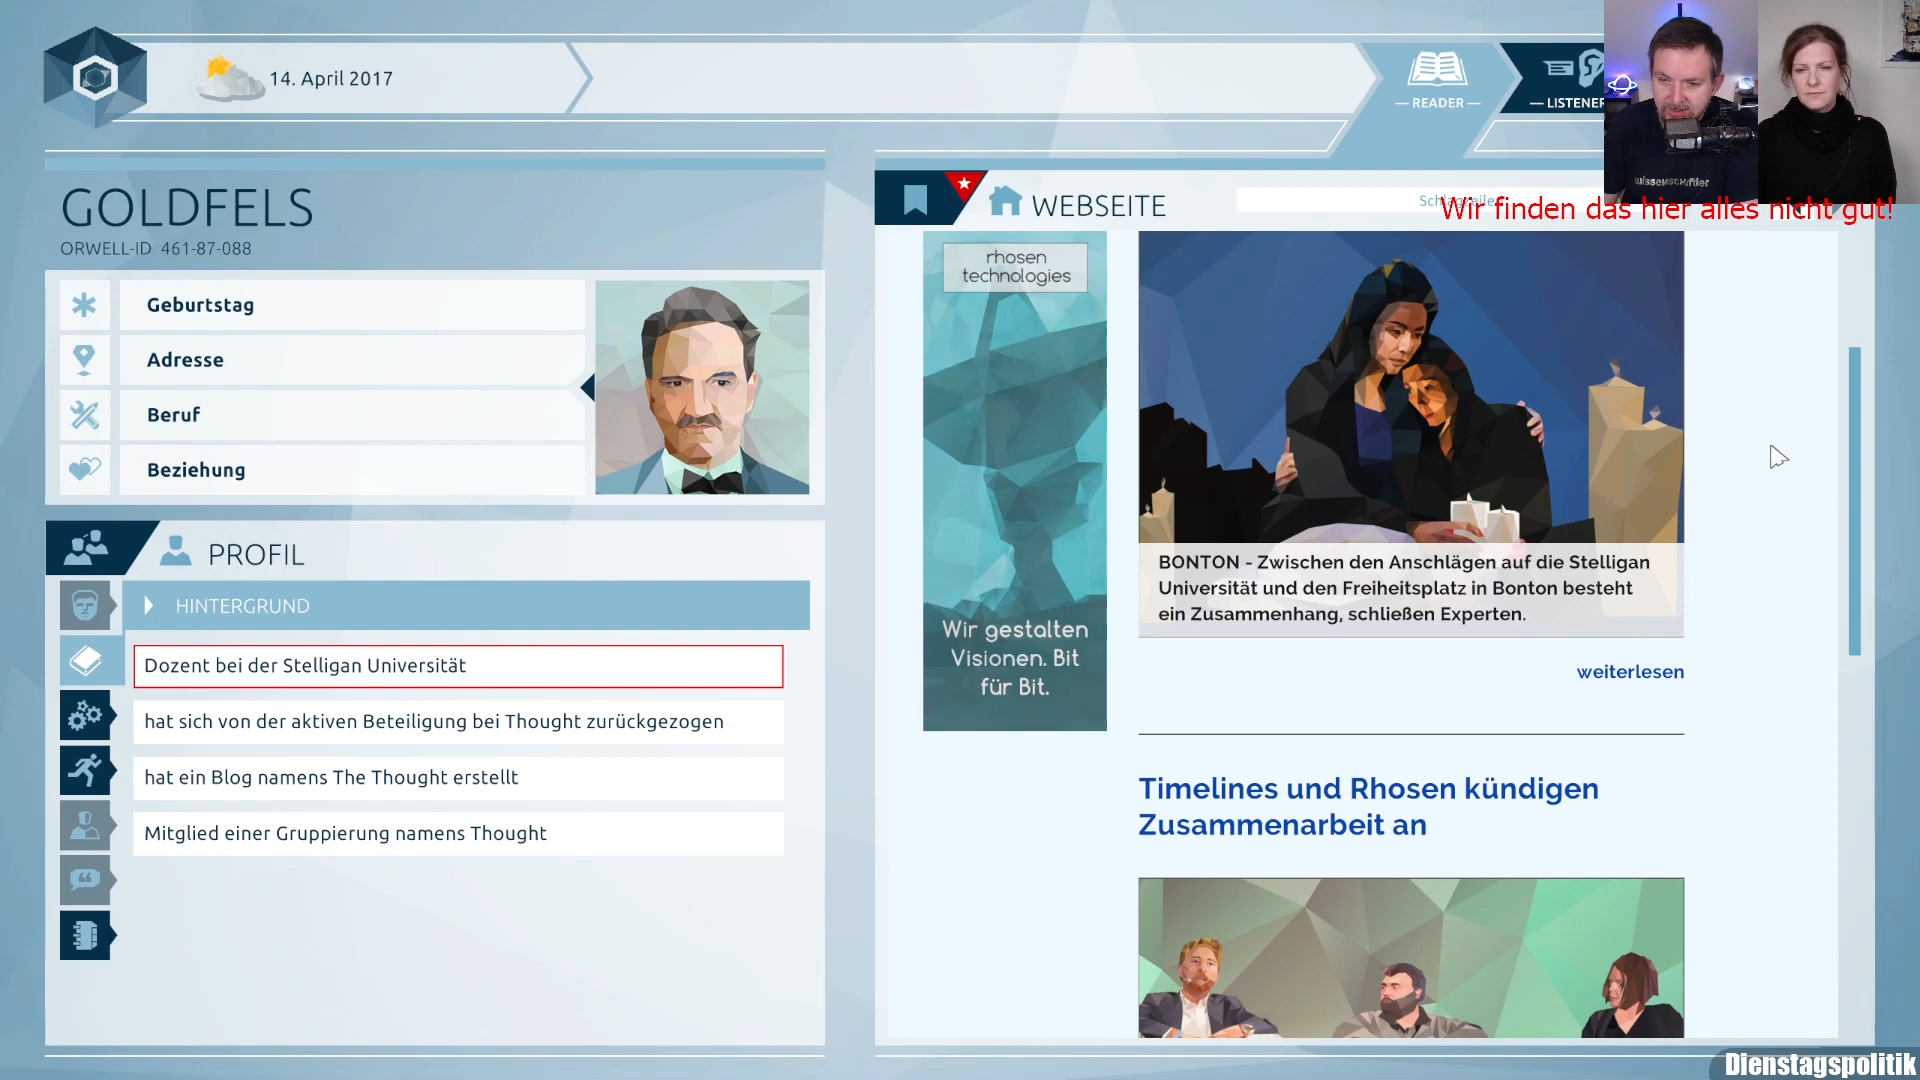 14. April 2017
READER
LISTENER
GOLDFELS
ORWELL-ID 461-87-088
Geburtstag
Adresse
Beruf
Beziehung
PROFIL
HINTERGRUND
Dozent bei der Stelligan Universität
hat sich von der aktiven Beteiligung bei Thought zurückgezogen
hat ein Blog namens The Thought erstellt
Mitglied einer Gruppierung namens Thought
WEBSEITE
Schlagzeilen
Wir finden das hier alles nicht gut!
rhosen
technologies
Wir gestalten
Visionen. Bit
für Bit.
BONTON - Zwischen den Anschlägen auf die Stelligan
Universität und den Freiheitsplatz in Bonton besteht
ein Zusammenhang, schließen Experten.
weiterlesen
Timelines und Rhosen kündigen
Zusammenarbeit an
Dienstagspolitik